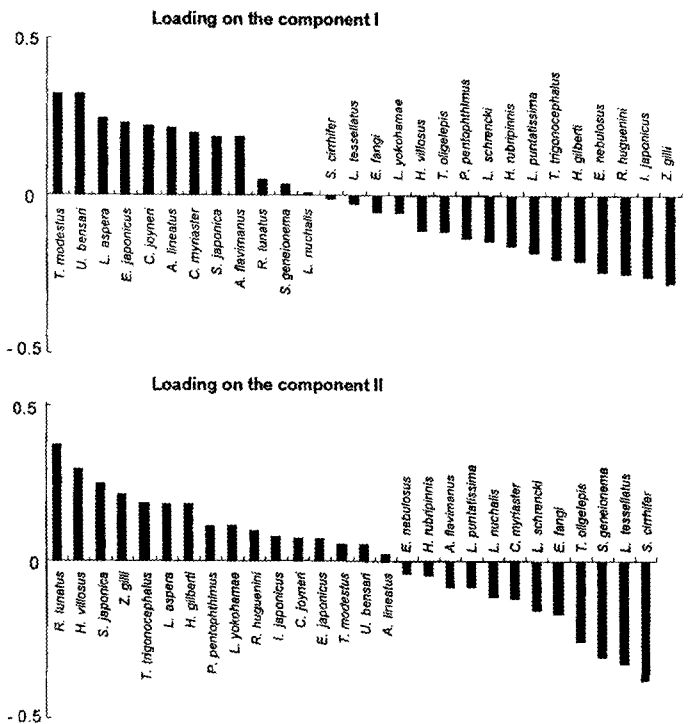 Loading on the component I
0.5
0
- 0.5
T. modestus
U. bensari
L. aspera
E. japonicus
C. joyneri
A. lineatus
C. myriaster
S. japonica
A. flavimanus
R. lunatus
S. geneionema
L. nuchalis
S. cirrhifer
L. tessellatus
E. fangi
L. yokohamae
H. villosus
T. oligelepis
P. pentophthlmus
L. schrencki
H. rubripinnis
L. puntatissima
T. trigonocephalus
H. gilberti
E. nebulosus
R. huguenini
I. japonicus
Z. gilli
Loading on the component II
0.5
0
- 0.5
R. lunatus
H. villosus
S. japonica
Z. gilli
T. trigonocephalus
L. aspera
H. gilberti
P. pentophthlmus
L. yokohamae
R. huguenini
I. japonicus
C. joyneri
E. japonicus
T. modestus
U. bensari
A. lineatus
E. nebulosus
H. rubripinnis
A. flavimanus
L. puntatissima
L. nuchalis
C. myriaster
L. schrencki
E. fangi
T. oligelepis
S. geneionema
L. tessellatus
S. cirrhifer